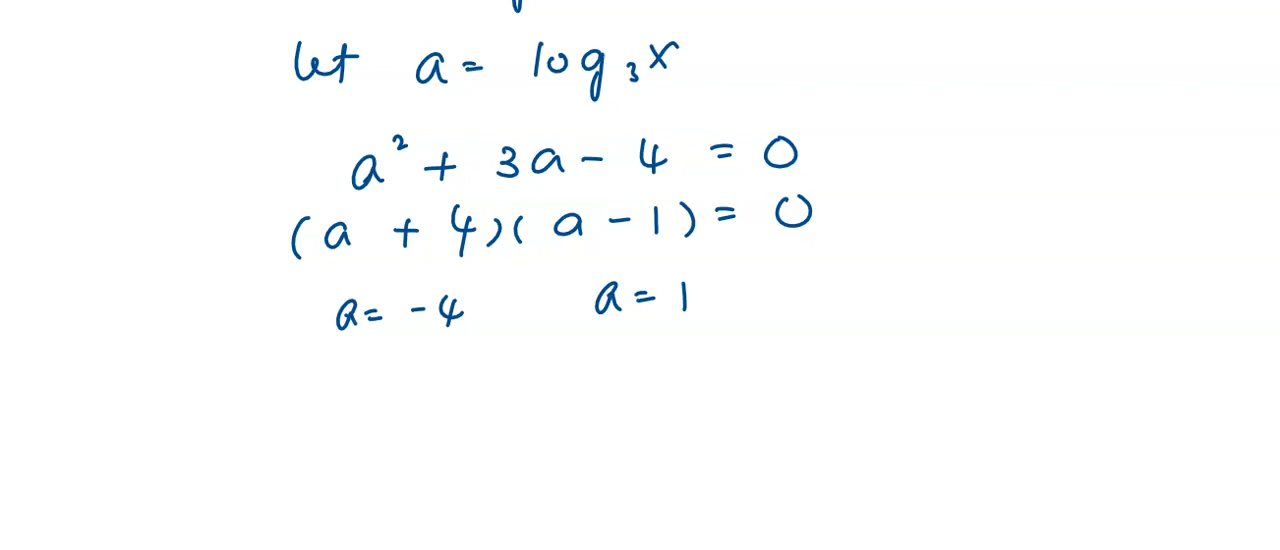 let a = log₃x
a² + 3a - 4 = 0
(a + 4)(a - 1) = 0
a = -4 a = 1